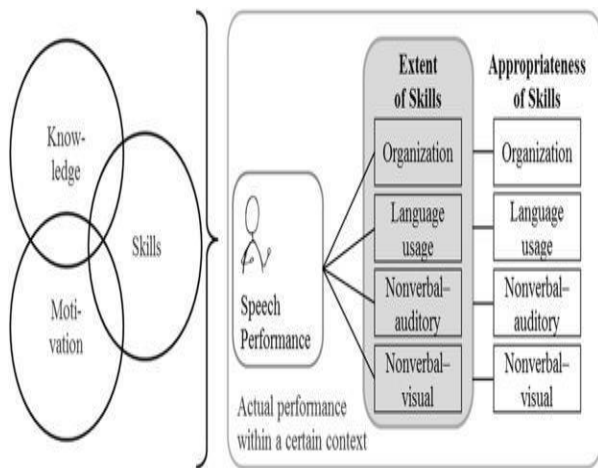 Know-
ledge
Skills
Moti-
vation
Speech
Performance
Actual performance
within a certain context
Extent
of Skills
Organization
Language
usage
Nonverbal–
auditory
Nonverbal–
visual
Appropriateness
of Skills
Organization
Language
usage
Nonverbal–
auditory
Nonverbal–
visual